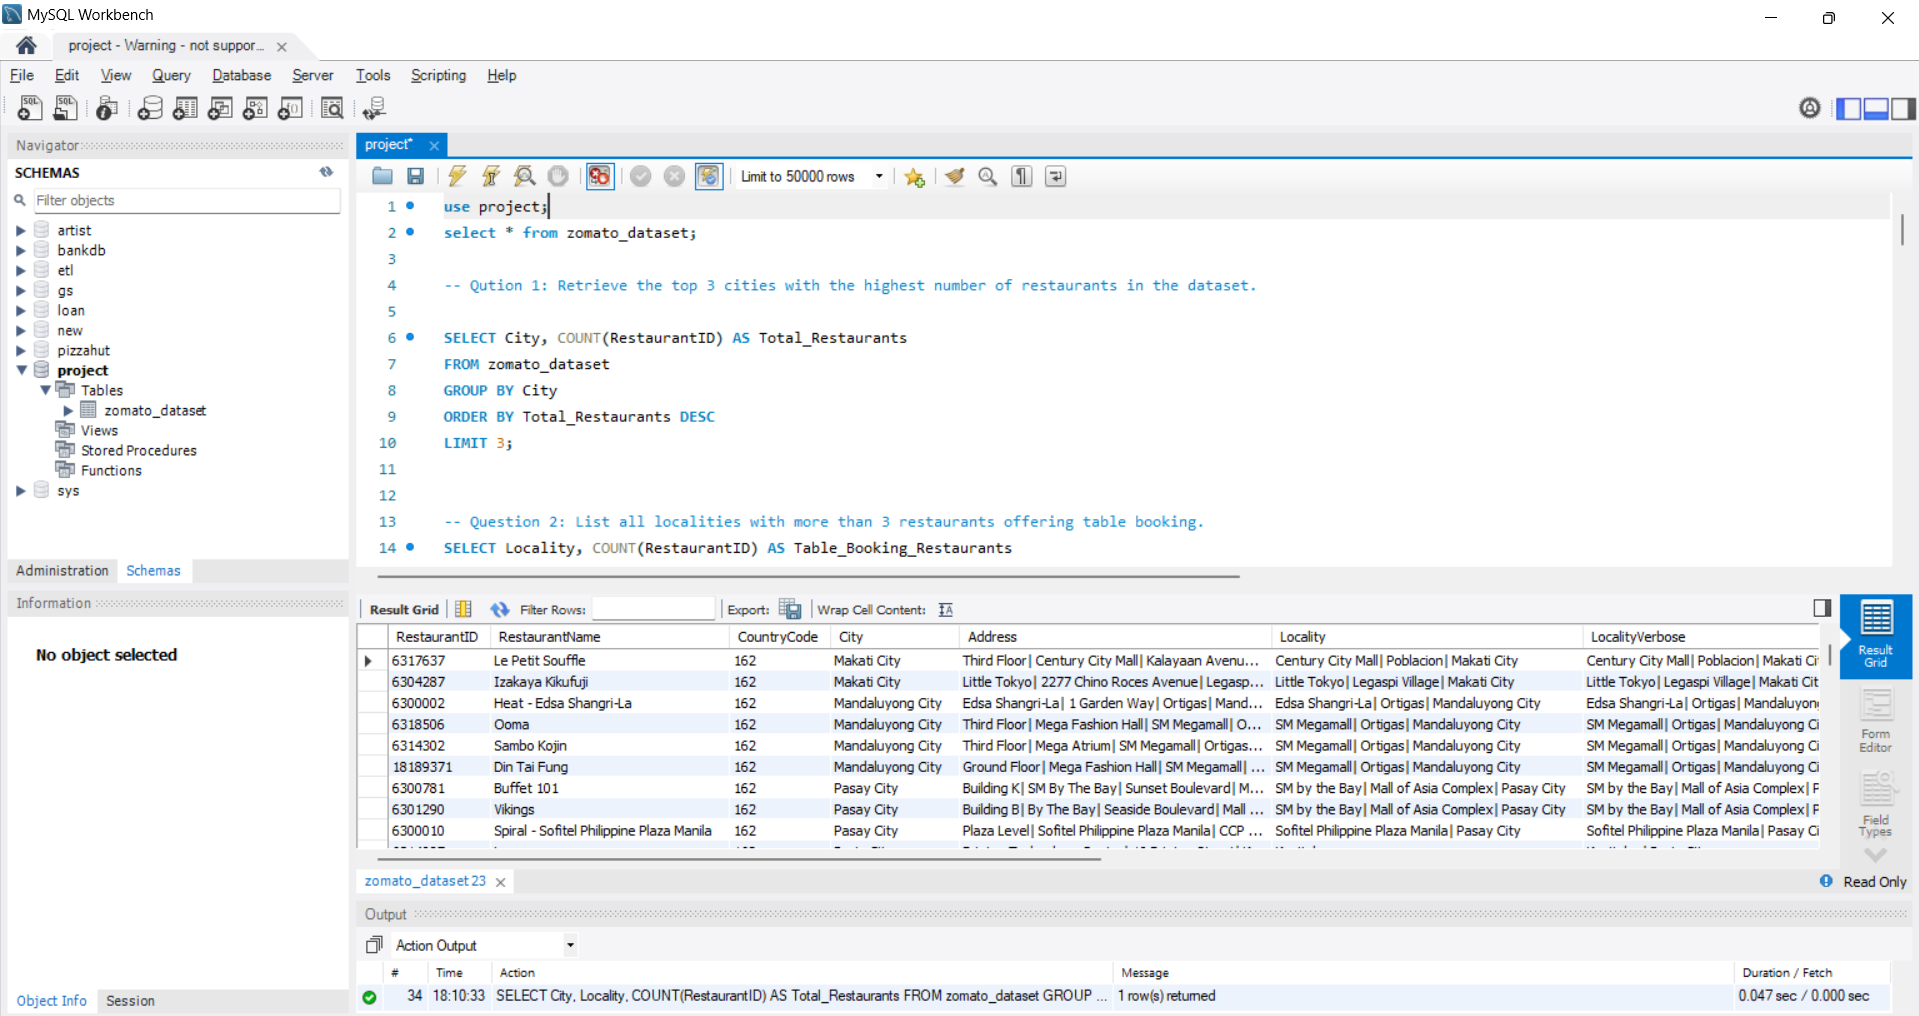 MySQL Workbench
project - Warning - not suppor...
File Edit View Query Database Server Tools Scripting Help
Navigator
SCHEMAS
Filter objects
artist
bankdb
etl
gs
loan
new
pizzahut
project
Tables
zomato_dataset
Views
Stored Procedures
Functions
sys
Administration Schemas
Information
No object selected
Object Info Session
project*
Limit to 50000 rows
1 use project;
2 select * from zomato_dataset;
3
4 -- Qution 1: Retrieve the top 3 cities with the highest number of restaurants in the dataset.
5
6 SELECT City, COUNT(RestaurantID) AS Total_Restaurants
7 FROM zomato_dataset
8 GROUP BY City
9 ORDER BY Total_Restaurants DESC
10 LIMIT 3;
11
12
13 -- Question 2: List all localities with more than 3 restaurants offering table booking.
14 SELECT Locality, COUNT(RestaurantID) AS Table_Booking_Restaurants
Result Grid Filter Rows: Export: Wrap Cell Content:
RestaurantID RestaurantName CountryCode City Address Locality LocalityVerbose
6317637 Le Petit Souffle 162 Makati City Third Floor| Century City Mall| Kalayaan Avenu... Century City Mall| Poblacion| Makati City Century City Mall| Poblacion| Makati Ci
6304287 Izakaya Kikufuji 162 Makati City Little Tokyo| 2277 Chino Roces Avenue| Legasp... Little Tokyo| Legaspi Village| Makati City Little Tokyo| Legaspi Village| Makati Cit
6300002 Heat - Edsa Shangri-La 162 Mandaluyong City Edsa Shangri-La| 1 Garden Way| Ortigas| Mand... Edsa Shangri-La| Ortigas| Mandaluyong City Edsa Shangri-La| Ortigas| Mandaluyon
6318506 Ooma 162 Mandaluyong City Third Floor| Mega Fashion Hall| SM Megamall| O... SM Megamall| Ortigas| Mandaluyong City SM Megamall| Ortigas| Mandaluyong Ci
6314302 Sambo Kojin 162 Mandaluyong City Third Floor| Mega Atrium| SM Megamall| Ortigas... SM Megamall| Ortigas| Mandaluyong City SM Megamall| Ortigas| Mandaluyong Ci
18189371 Din Tai Fung 162 Mandaluyong City Ground Floor| Mega Fashion Hall| SM Megamall| ... SM Megamall| Ortigas| Mandaluyong City SM Megamall| Ortigas| Mandaluyong Ci
6300781 Buffet 101 162 Pasay City Building K| SM By The Bay| Sunset Boulevard| M... SM by the Bay| Mall of Asia Complex| Pasay City SM by the Bay| Mall of Asia Complex| P
6301290 Vikings 162 Pasay City Building B| By The Bay| Seaside Boulevard| Mall ... SM by the Bay| Mall of Asia Complex| Pasay City SM by the Bay| Mall of Asia Complex| P
6300010 Spiral - Sofitel Philippine Plaza Manila 162 Pasay City Plaza Level| Sofitel Philippine Plaza Manila| CCP ... Sofitel Philippine Plaza Manila| Pasay City Sofitel Philippine Plaza Manila| Pasay Ci
Result Grid
Form Editor
Field Types
zomato_dataset 23
Read Only
Output
Action Output
# Time Action Message Duration / Fetch
34 18:10:33 SELECT City, Locality, COUNT(RestaurantID) AS Total_Restaurants FROM zomato_dataset GROUP ... 1 row(s) returned 0.047 sec / 0.000 sec